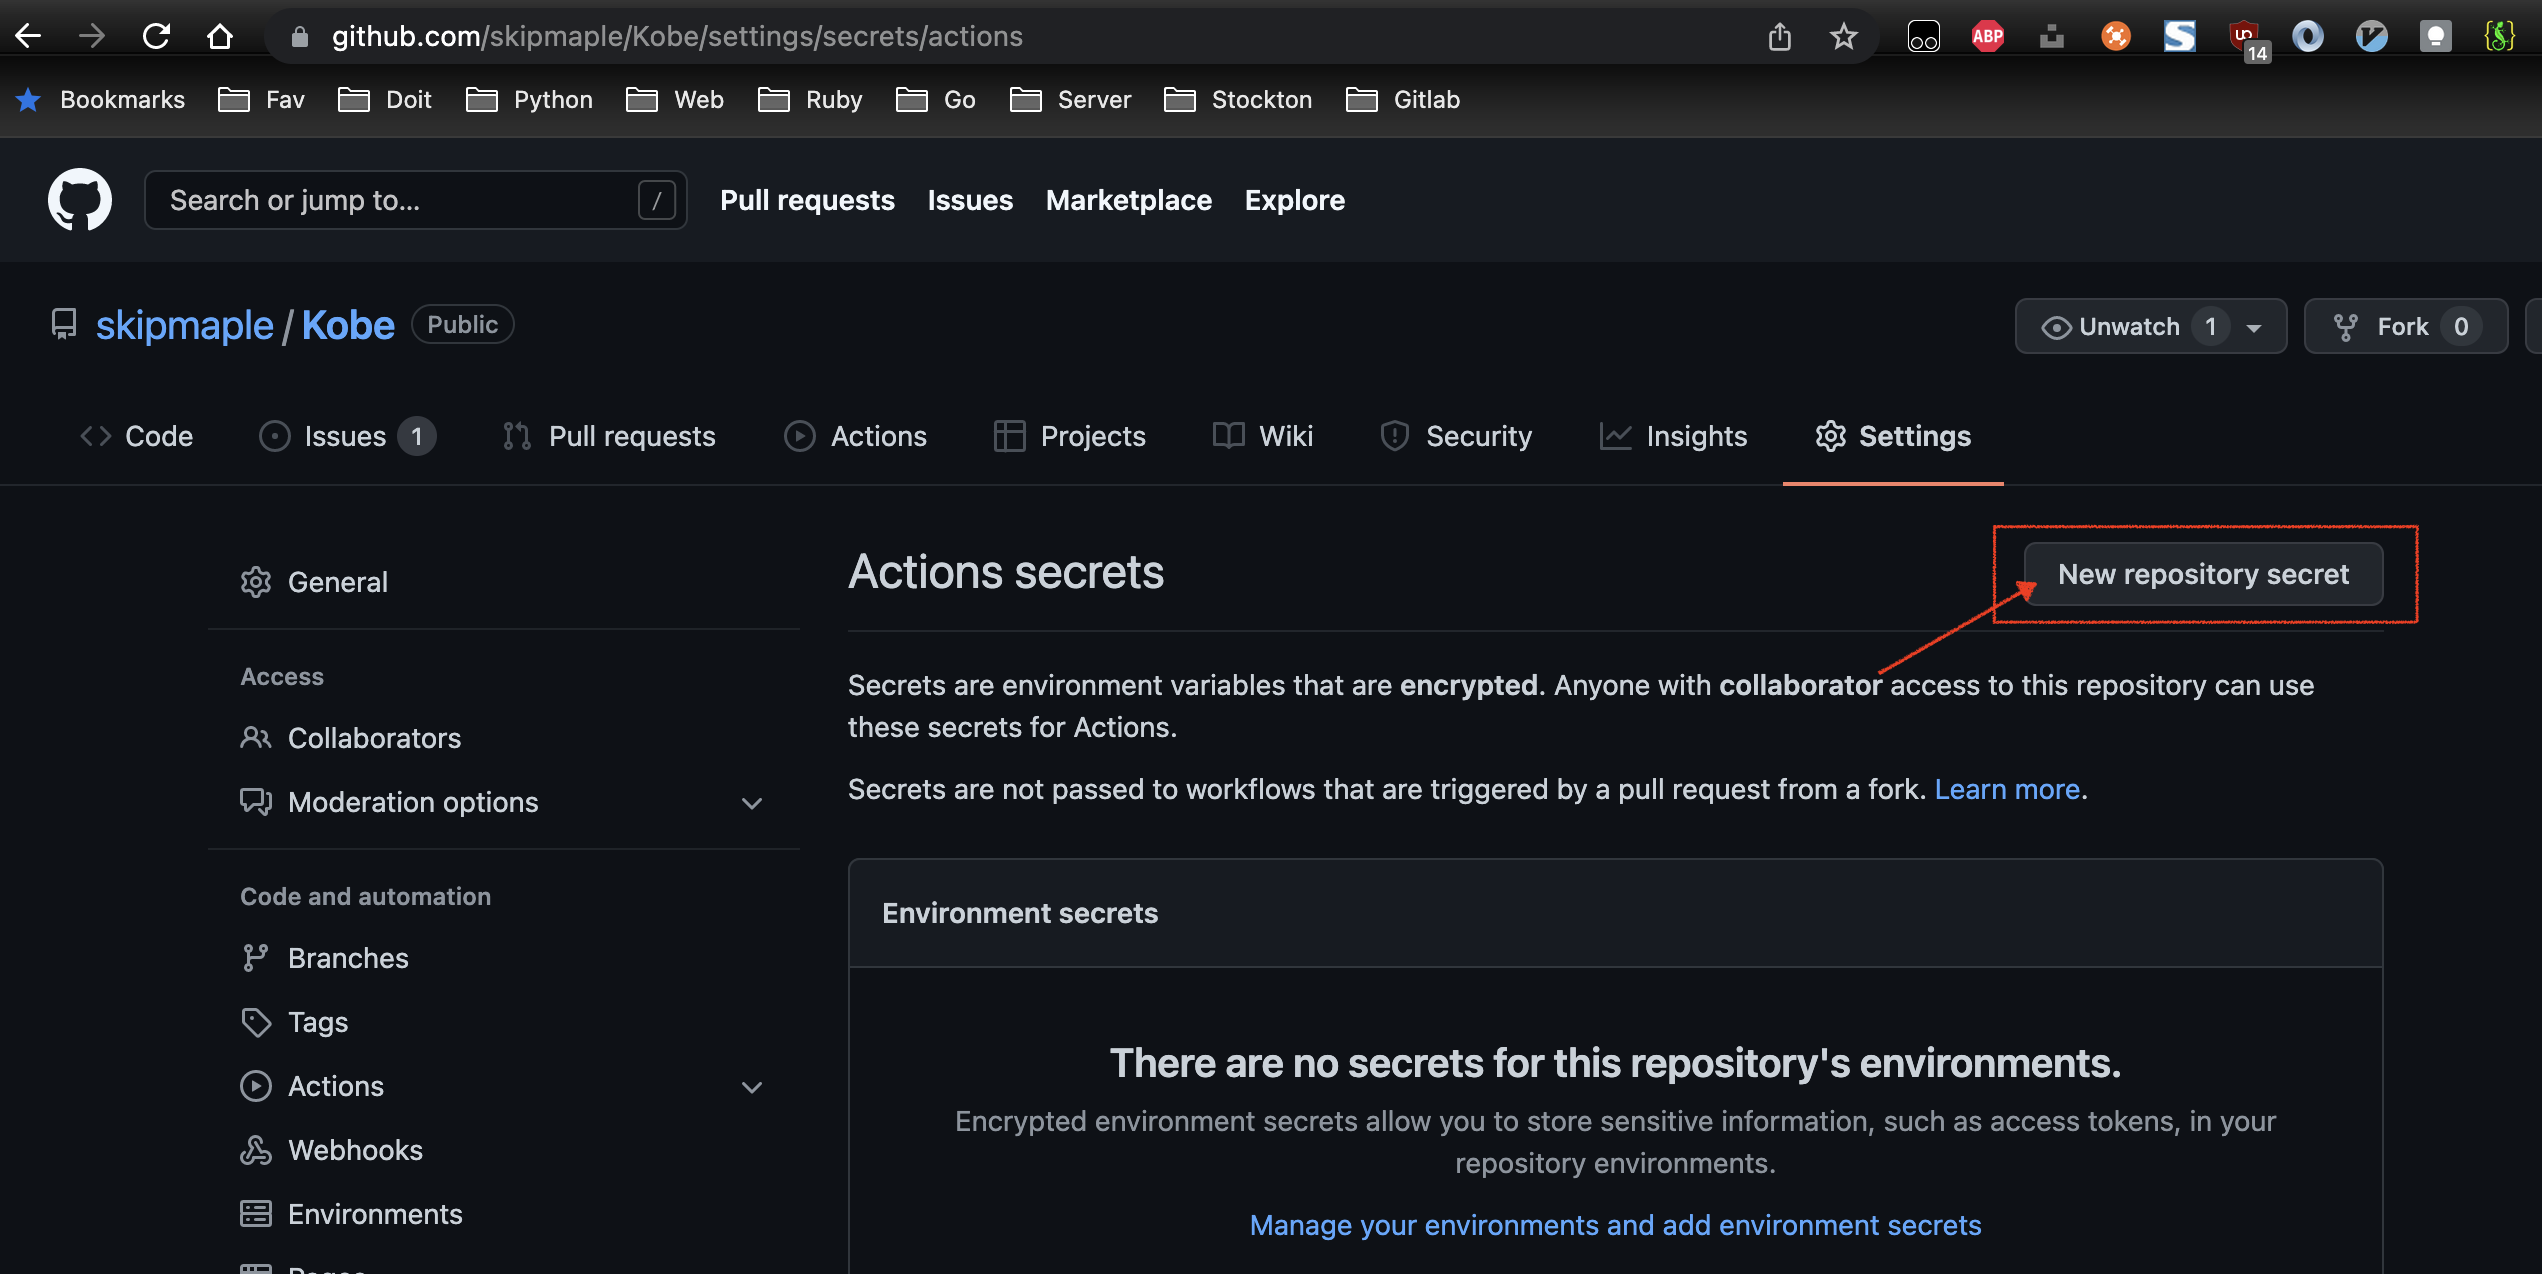 github.com/skipmaple/Kobe/settings/secrets/actions
ABP
14
Bookmarks Fav Doit Python Web Ruby Go Server Stockton Gitlab
Search or jump to... / Pull requests Issues Marketplace Explore
skipmaple / Kobe Public Unwatch 1 Fork 0
Code Issues 1 Pull requests Actions Projects Wiki Security Insights Settings
General
Access
Collaborators
Moderation options
Code and automation
Branches
Tags
Actions
Webhooks
Environments
Pages
Actions secrets
New repository secret
Secrets are environment variables that are encrypted. Anyone with collaborator access to this repository can use
these secrets for Actions.
Secrets are not passed to workflows that are triggered by a pull request from a fork. Learn more.
Environment secrets
There are no secrets for this repository's environments.
Encrypted environment secrets allow you to store sensitive information, such as access tokens, in your
repository environments.
Manage your environments and add environment secrets